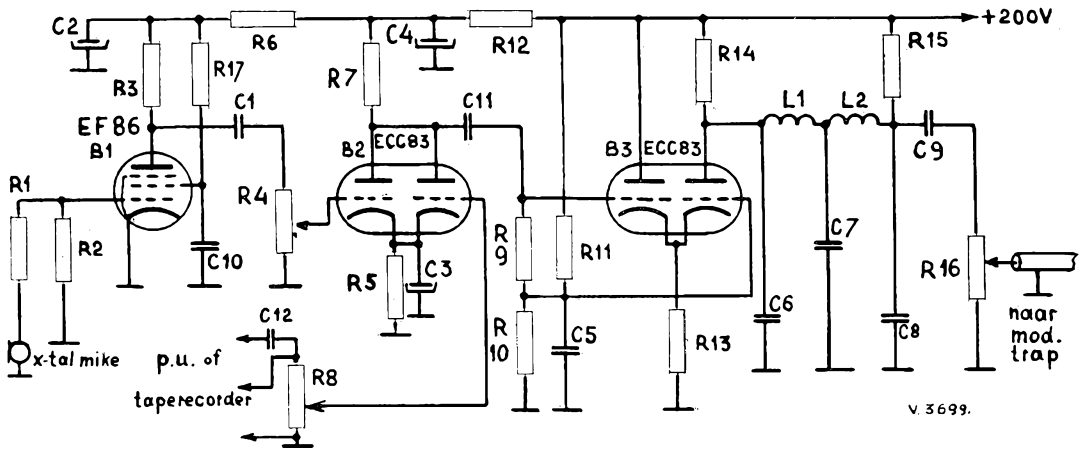 C2
R6
C4
R12
+200V
R3
R17
R7
R14
R15
C1
C11
L1
L2
EF86
B1
B2
ECC83
B3
ECC83
C9
R1
R2
R4
R9
R11
C7
C10
R5
C3
R16
C12
R10
C5
R13
C6
C8
naar
mod.
trap
x-tal mike
p.u. of
taperecorder
R8
V. 3699.